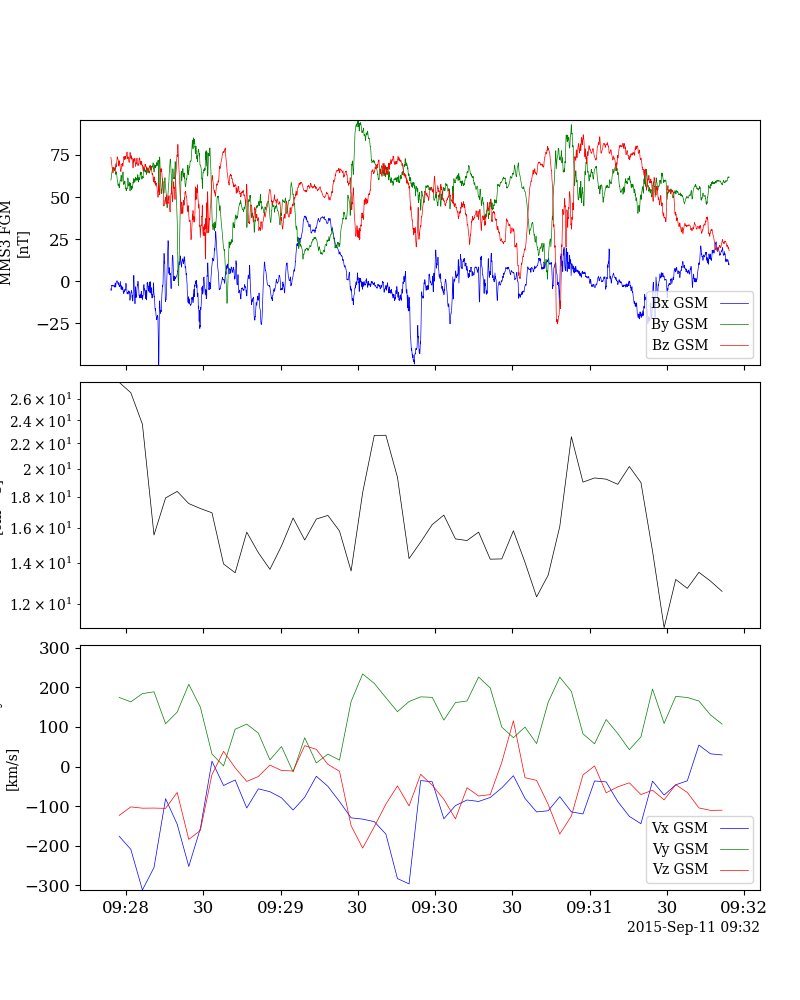 MMS3 FGM
[nT]
75
50
25
0
−25
Bx GSM
By GSM
Bz GSM
2.6 × 10¹
2.4 × 10¹
2.2 × 10¹
2 × 10¹
1.8 × 10¹
1.6 × 10¹
1.4 × 10¹
1.2 × 10¹
[km/s]
300
200
100
0
−100
−200
−300
Vx GSM
Vy GSM
Vz GSM
09:28 30 09:29 30 09:30 30 09:31 30 09:32
2015-Sep-11 09:32